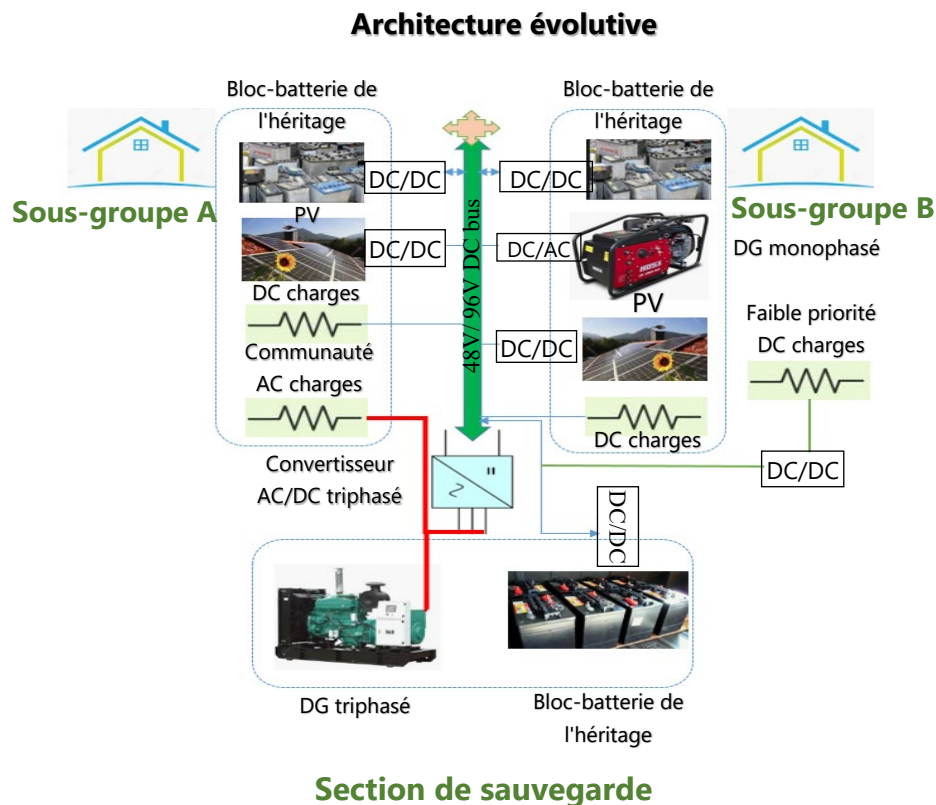 Architecture évolutive
Bloc-batterie de
l'héritage
Bloc-batterie de
l'héritage
DC/DC
DC/DC
Sous-groupe A
Sous-groupe B
PV
DC/DC
DC/AC
DG monophasé
48V/ 96V DC bus
DC charges
PV
Communauté
AC charges
DC/DC
Faible priorité
DC charges
DC charges
DC/DC
Convertisseur
AC/DC triphasé
DC/DC
DG triphasé
Bloc-batterie de
l'héritage
Section de sauvegarde